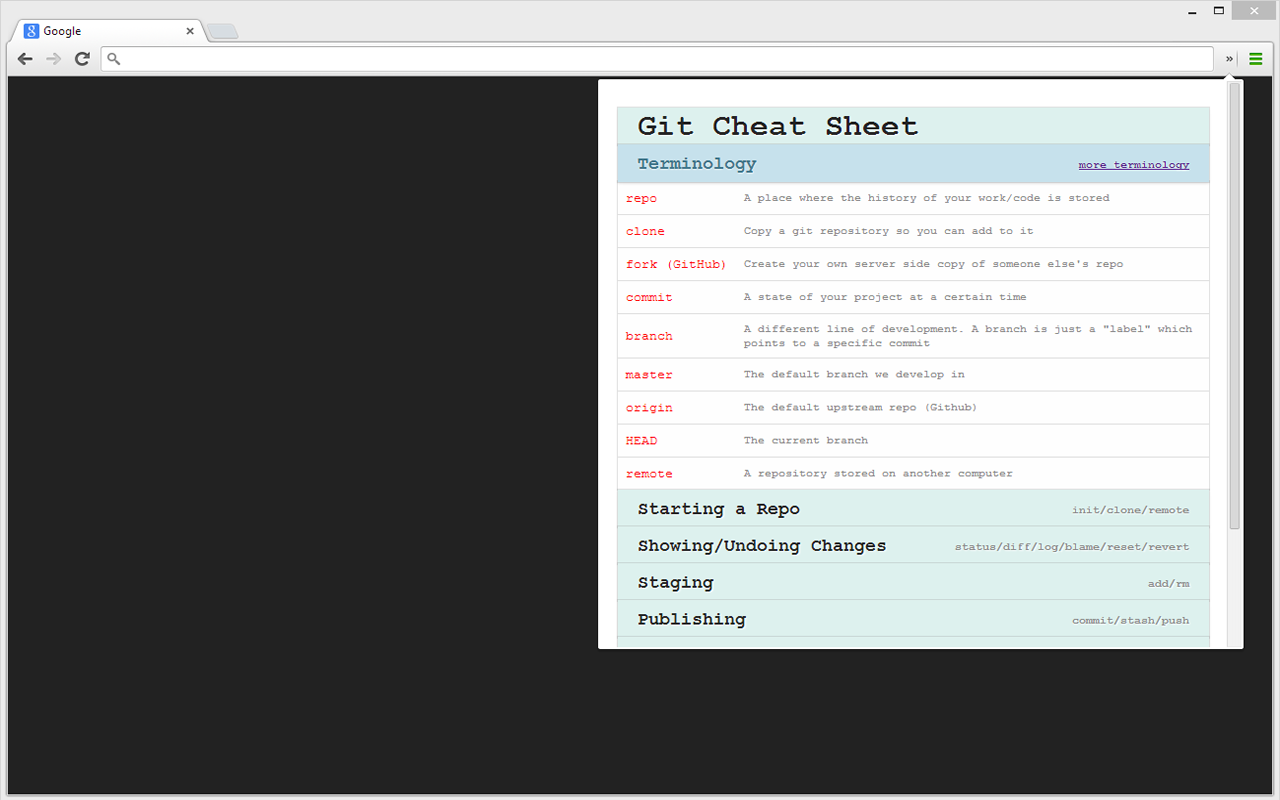 Google
Git Cheat Sheet
Terminology more terminology
repo A place where the history of your work/code is stored
clone Copy a git repository so you can add to it
fork (GitHub) Create your own server side copy of someone else's repo
commit A state of your project at a certain time
branch A different line of development. A branch is just a "label" which
points to a specific commit
master The default branch we develop in
origin The default upstream repo (Github)
HEAD The current branch
remote A repository stored on another computer
Starting a Repo init/clone/remote
Showing/Undoing Changes status/diff/log/blame/reset/revert
Staging add/rm
Publishing commit/stash/push